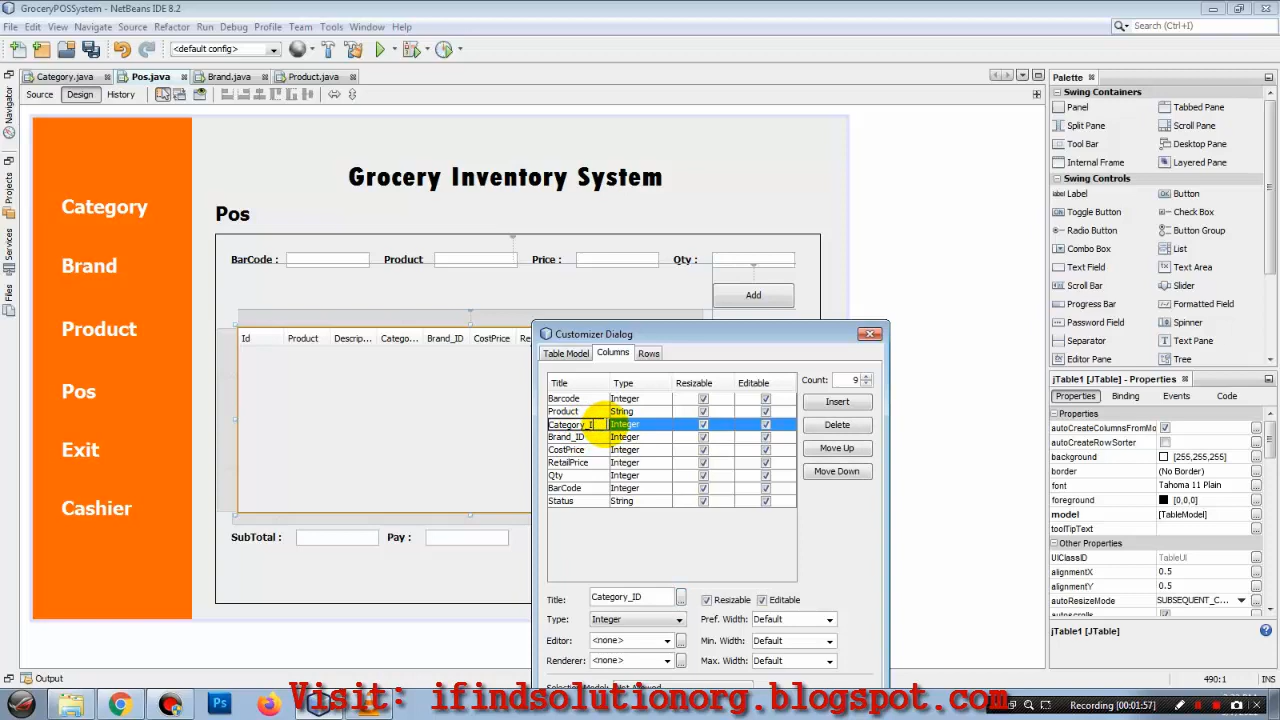 GroceryPOSSystem - NetBeans IDE 8.2
File Edit View Navigate Source Refactor Run Debug Profile Team Tools Window Help
Search (Ctrl+I)
<default config>
Category.java Pos.java Brand.java Product.java
Source Design History
Navigator
Projects
Services
Files
Category
Brand
Product
Pos
Exit
Cashier
Grocery Inventory System
Pos
BarCode : Product Price : Qty :
Add
Id Product Descrip... Catego... Brand_ID CostPrice
SubTotal : Pay :
Customizer Dialog
Table Model Columns Rows
Title Type Resizable Editable
Barcode Integer
Product String
Category_I Integer
Brand_ID Integer
CostPrice Integer
RetailPrice Integer
Qty Integer
BarCode Integer
Status String
Count: 9
Insert
Delete
Move Up
Move Down
Title: Category_ID Resizable Editable
Type: Integer Pref. Width: Default
Editor: <none> Min. Width: Default
Renderer: <none> Max. Width: Default
Palette
Swing Containers
Panel Tabbed Pane
Split Pane Scroll Pane
Tool Bar Desktop Pane
Internal Frame Layered Pane
Swing Controls
Label Button
Toggle Button Check Box
Radio Button Button Group
Combo Box List
Text Field Text Area
Scroll Bar Slider
Progress Bar Formatted Field
Password Field Spinner
Separator Text Pane
Editor Pane Tree
jTable1 [JTable] - Properties
Properties Binding Events Code
Properties
autoCreateColumnsFromMo
autoCreateRowSorter
background [255,255,255]
border (No Border)
font Tahoma 11 Plain
foreground [0,0,0]
model [TableModel]
toolTipText
Other Properties
UIClassID TableUI
alignmentX 0.5
alignmentY 0.5
autoResizeMode SUBSEQUENT_C...
autoscrolls
jTable1 [JTable]
Output
490:1 INS
Visit: ifindsolutionorg.blogspot.com
Recording [00:01:57]